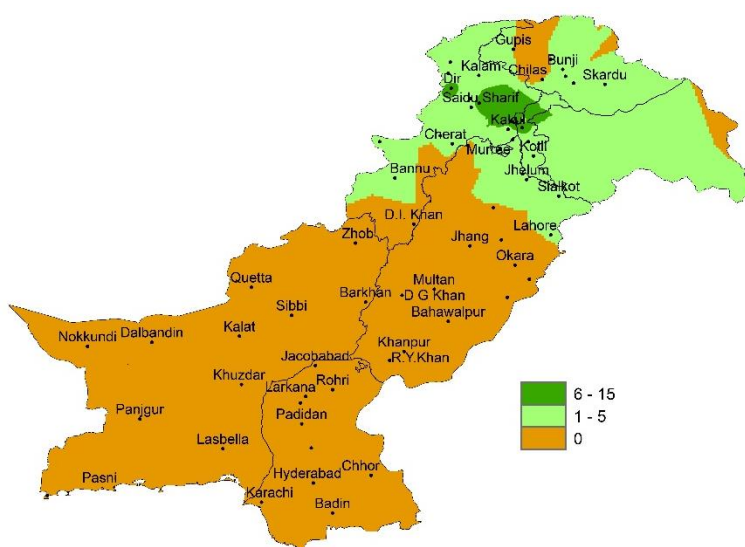 Gupis
Bunji
Kalam
Chilas
Skardu
Dir
Saidu Sharif
Kakul
Cherat
Murree
Kotli
Bannu
Jhelum
Sialkot
D.I. Khan
Lahore
Zhob
Jhang
Okara
Quetta
Multan
Barkhan
D G Khan
Sibbi
Bahawalpur
Nokkundi
Dalbandin
Kalat
Khanpur
R.Y.Khan
Jacobabad
Khuzdar
Rohri
Larkana
6 - 15
1 - 5
0
Panjgur
Padidan
Lasbella
Pasni
Hyderabad
Chhor
Karachi
Badin